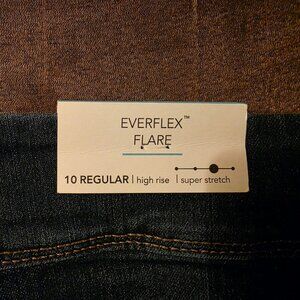 EVERFLEX™
FLARE
10 REGULAR | high rise | super stretch